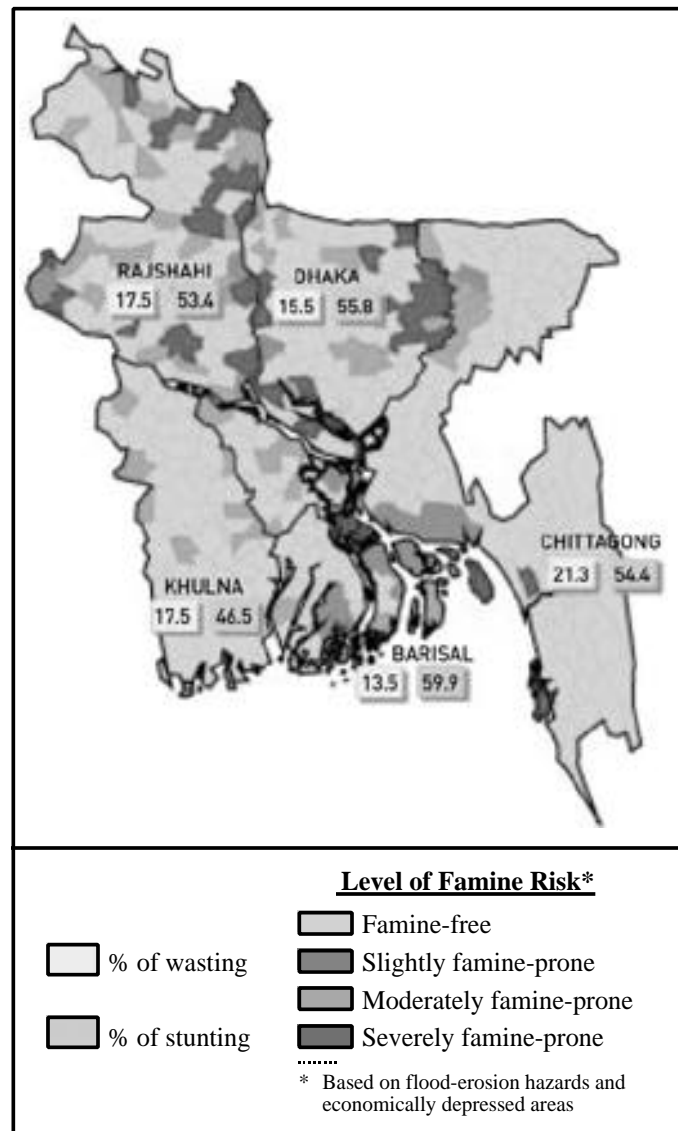 RAJSHAHI
17.5 53.4
DHAKA
15.5 55.8
CHITTAGONG
21.3 54.4
KHULNA
17.5 46.5
BARISAL
13.5 59.9
Level of Famine Risk*
% of wasting
% of stunting
Famine-free
Slightly famine-prone
Moderately famine-prone
Severely famine-prone
* Based on flood-erosion hazards and
economically depressed areas